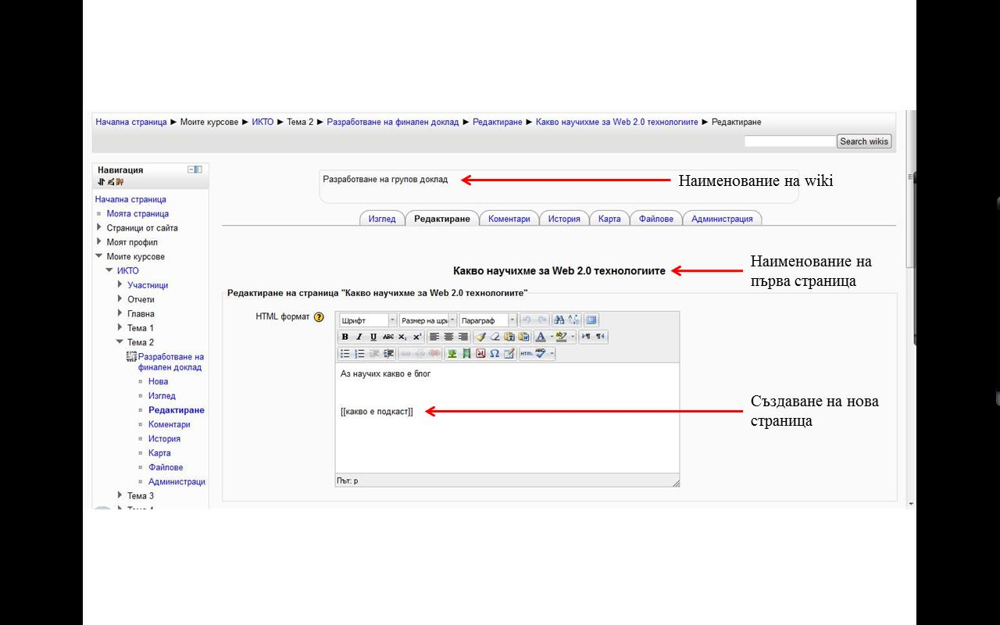 Начална страница ► Моите курсове ► ИКТО ► Тема 2 ► Разработване на финален доклад ► Редактиране ► Какво научихме за Web 2.0 технологиите ► Редактиране
Search wikis
Навигация
Начална страница
Моята страница
Страници от сайта
Моят профил
Моите курсове
ИКТО
Участници
Отчети
Главна
Тема 1
Тема 2
Разработване на
финален доклад
Нова
Изглед
Редактиране
Коментари
История
Карта
Файлове
Администраци
Тема 3
Разработване на групов доклад
Наименование на wiki
Изглед
Редактиране
Коментари
История
Карта
Файлове
Администрация
Какво научихме за Web 2.0 технологиите
Наименование на
първа страница
Редактиране на страница "Какво научихме за Web 2.0 технологиите"
HTML формат
Шрифт
Размер на шри
Параграф
B I U ABC x₂ x²
HTML
Аз научих какво е блог
[[какво е подкаст]]
Създаване на нова
страница
Път: p